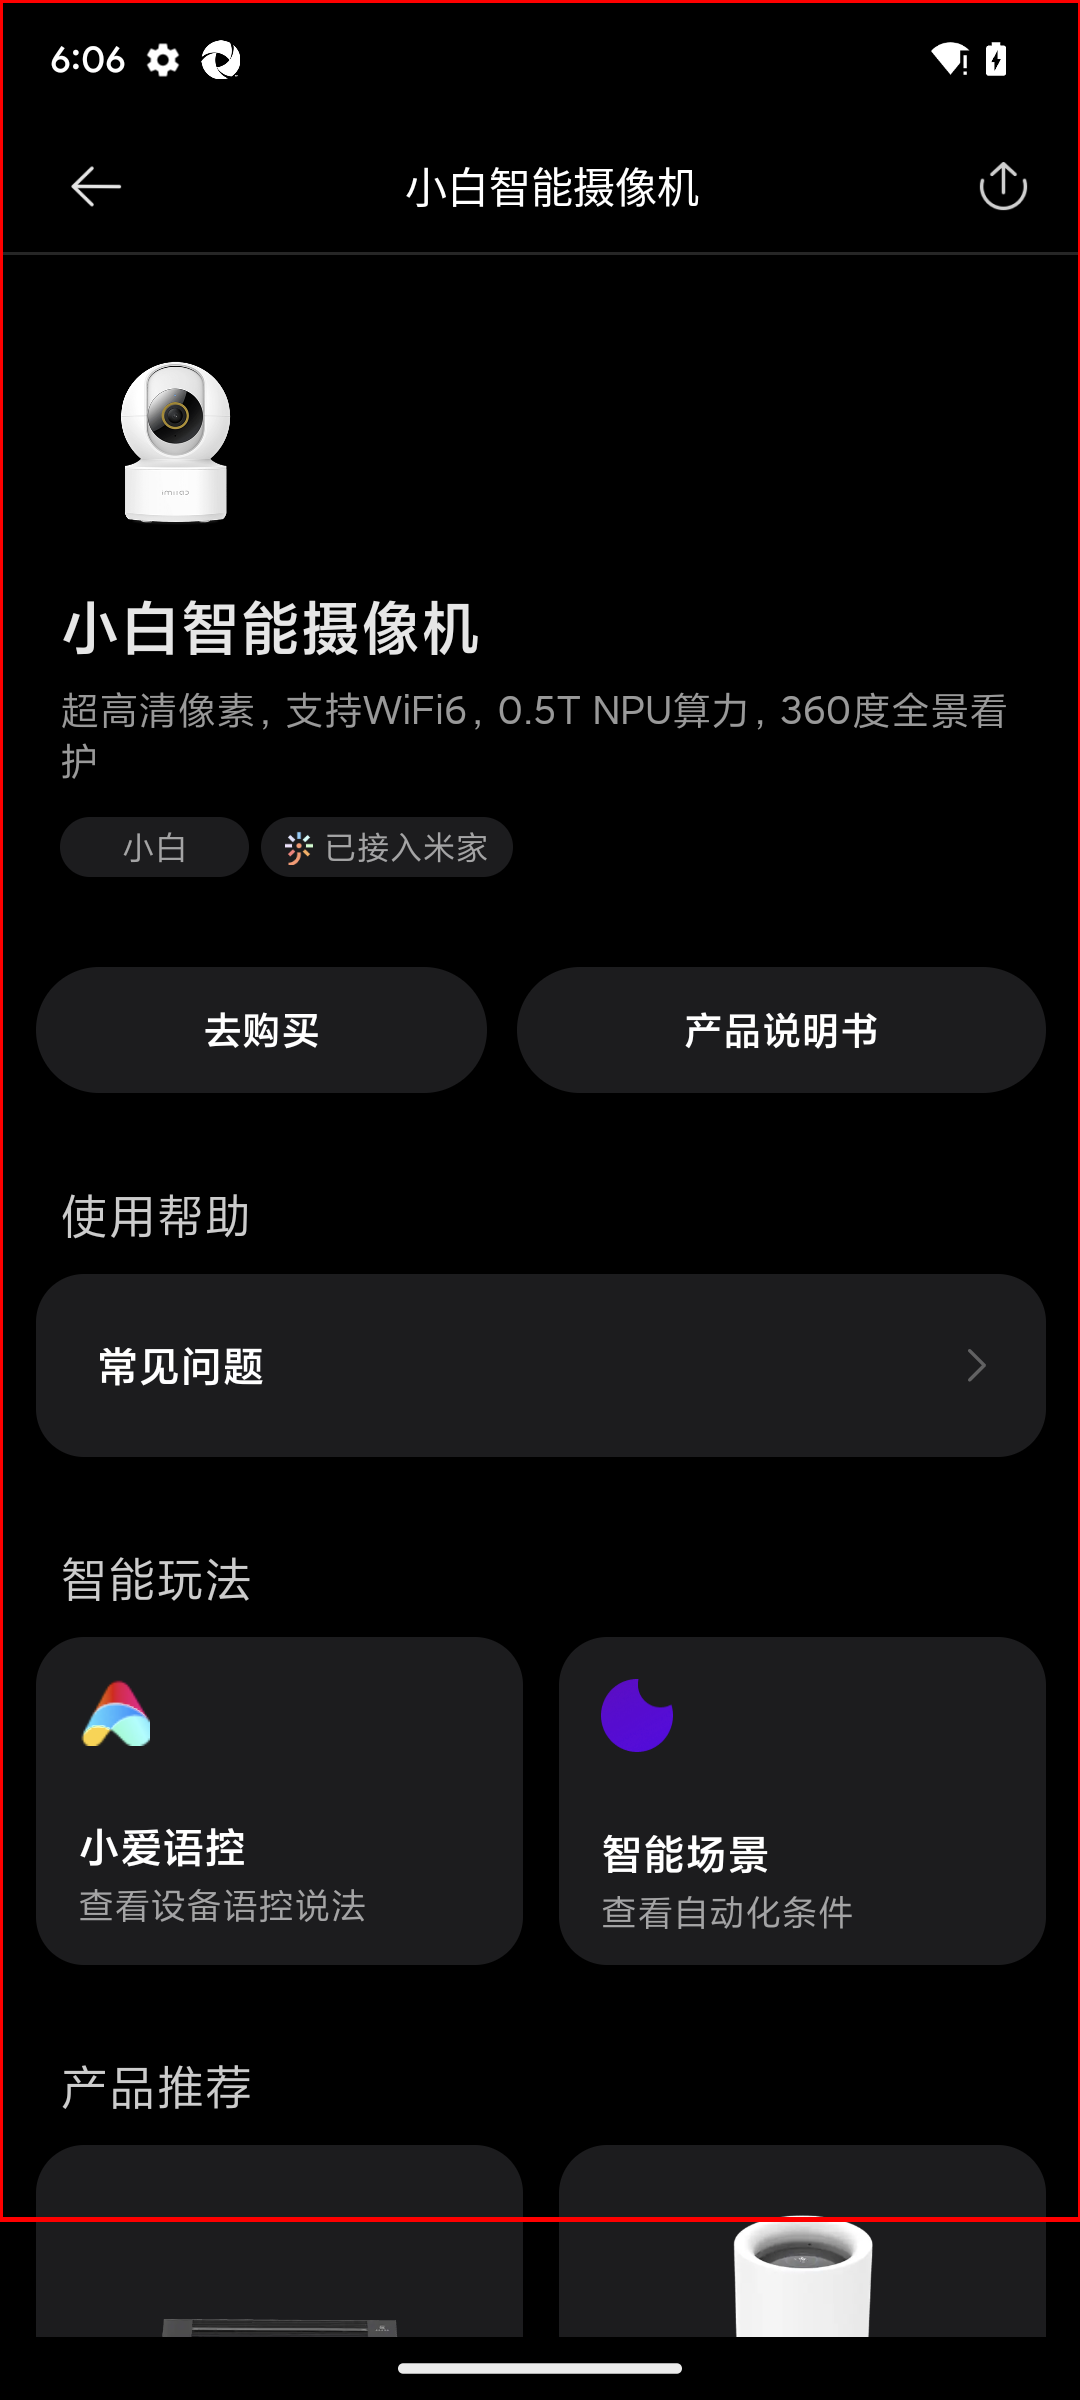 6:06
小白智能摄像机
小白智能摄像机
超高清像素，支持WiFi6，0.5T NPU算力，360度全景看
护
小白
已接入米家
去购买
产品说明书
使用帮助
常见问题
智能玩法
小爱语控
查看设备语控说法
智能场景
查看自动化条件
产品推荐